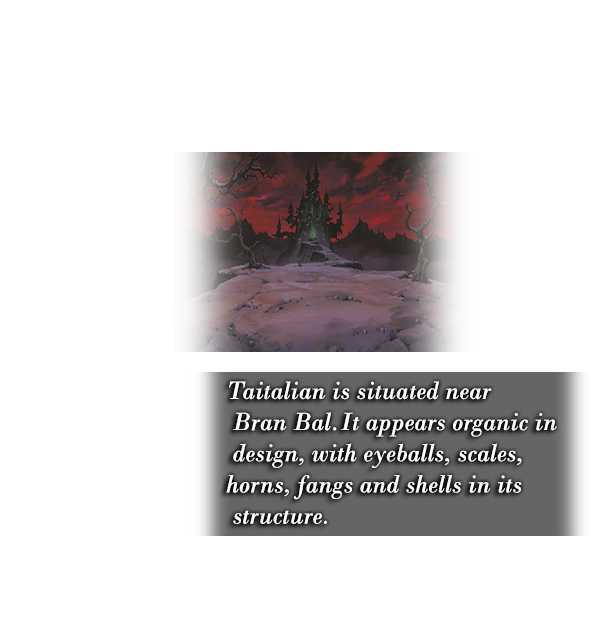 Taitalian is situated near
Bran Bal. It appears organic in
design, with eyeballs, scales,
horns, fangs and shells in its
structure.